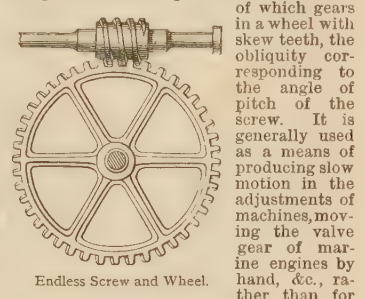 of which gears
in a wheel with
skew teeth, the
obliquity cor-
responding to
the angle of
pitch of the
screw. It is
generally used
as a means of
producing slow
motion in the
adjustments of
machines, mov-
ing the valve
gear of mar-
ine engines by
hand, &c., ra-
ther than for
Endless Screw and Wheel.